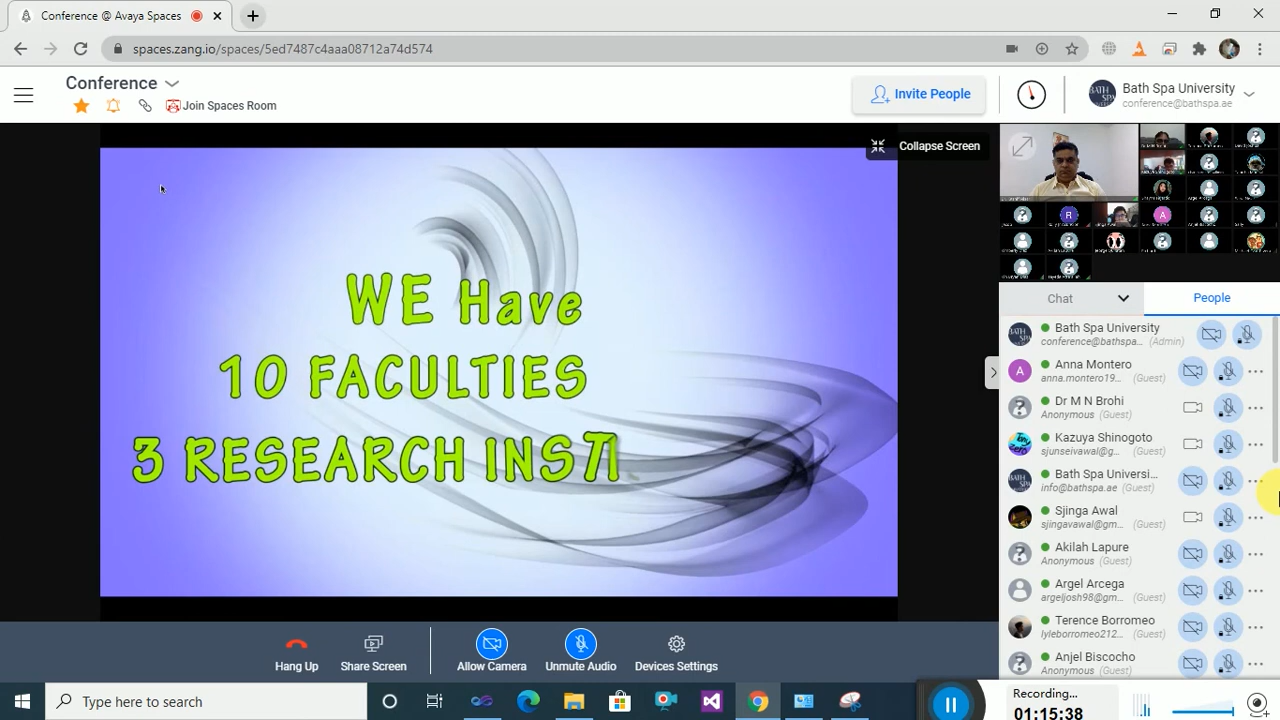 Conference @ Avaya Spaces
spaces.zang.io/spaces/5ed7487c4aaa08712a74d574
Conference
Join Spaces Room
Invite People
Bath Spa University
conference@bathspa.ae
Collapse Screen
WE Have
10 FACULTIES
3 RESEARCH INSTI
Chat
People
Bath Spa University
conference@bathspa... (Admin)
A
Anna Montero
anna.montero19... (Guest)
Dr M N Brohi
Anonymous (Guest)
Kazuya Shinogoto
sjunseivawal@g... (Guest)
Bath Spa Universi...
info@bathspa.ae (Guest)
Sjinga Awal
sjingavawal@gm... (Guest)
Akilah Lapure
Anonymous (Guest)
Argel Arcega
argeljosh98@gm... (Guest)
Terence Borromeo
lyleborromeo212... (Guest)
Anjel Biscocho
Anonymous (Guest)
Hang Up
Share Screen
Allow Camera
Unmute Audio
Devices Settings
Type here to search
Recording...
01:15:38